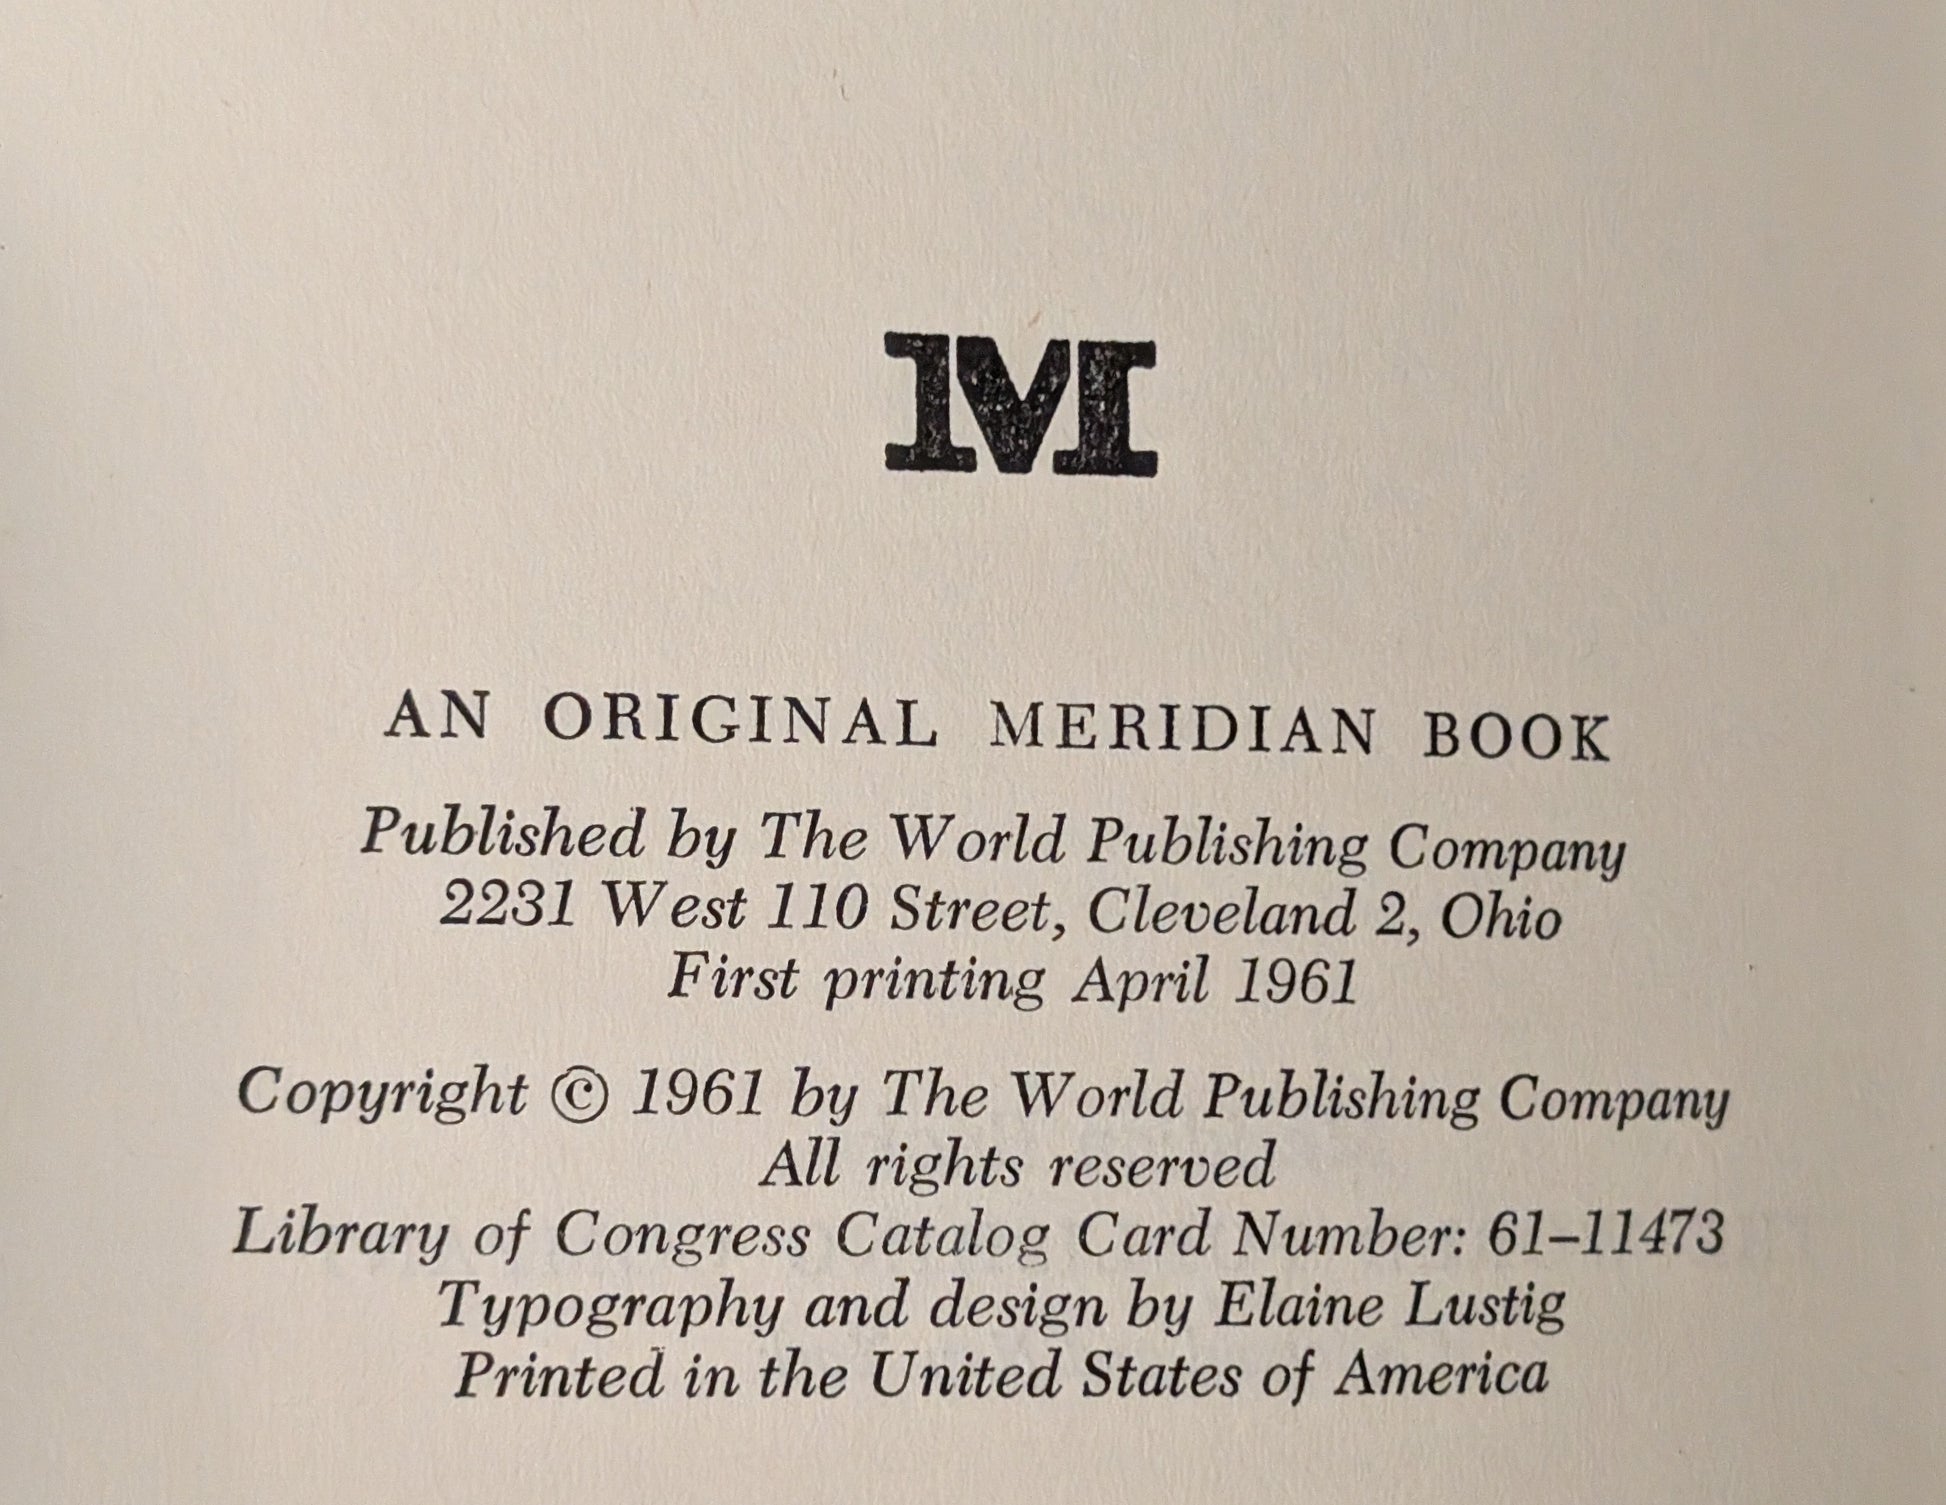 M
AN ORIGINAL MERIDIAN BOOK
Published by The World Publishing Company
2231 West 110 Street, Cleveland 2, Ohio
First printing April 1961
Copyright © 1961 by The World Publishing Company
All rights reserved
Library of Congress Catalog Card Number: 61–11473
Typography and design by Elaine Lustig
Printed in the United States of America